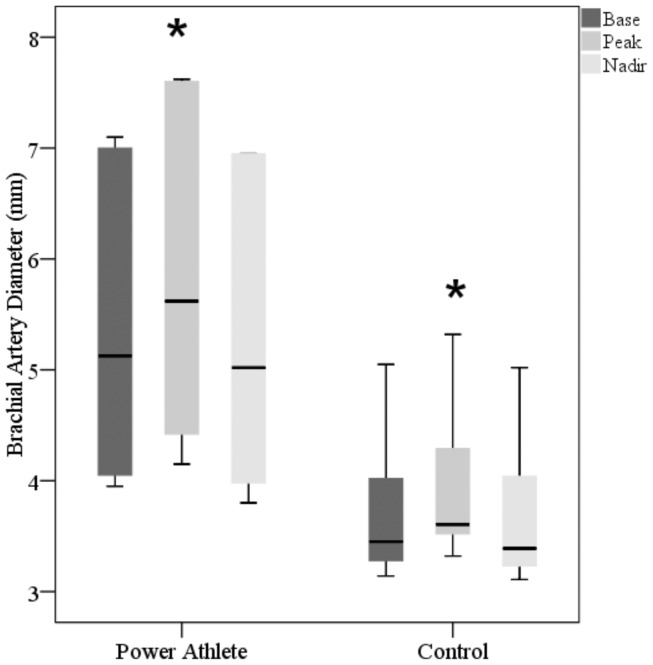 Base
Peak
Nadir
Brachial Artery Diameter (mm)
8
*
7
6
*
5
4
3
Power Athlete
Control